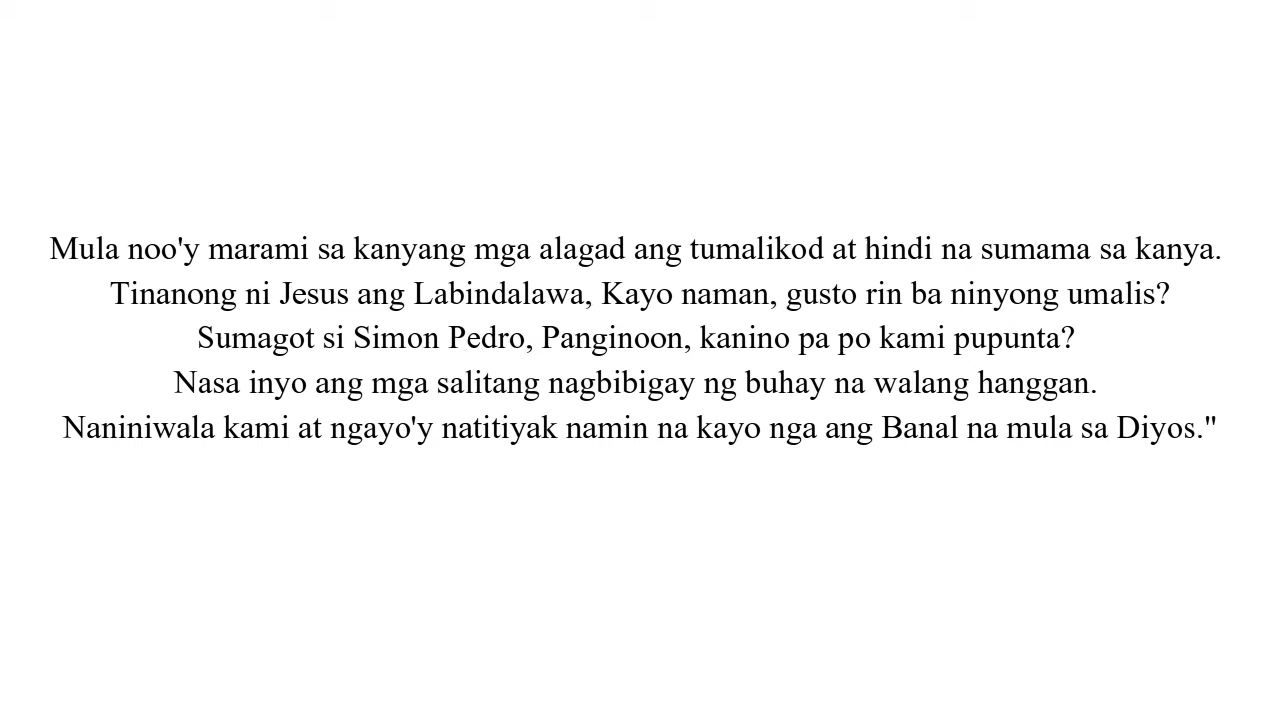 Mula noo'y marami sa kanyang mga alagad ang tumalikod at hindi na sumama sa kanya.
Tinanong ni Jesus ang Labindalawa, Kayo naman, gusto rin ba ninyong umalis?
Sumagot si Simon Pedro, Panginoon, kanino pa po kami pupunta?
Nasa inyo ang mga salitang nagbibigay ng buhay na walang hanggan.
Naniniwala kami at ngayo'y natitiyak namin na kayo nga ang Banal na mula sa Diyos."